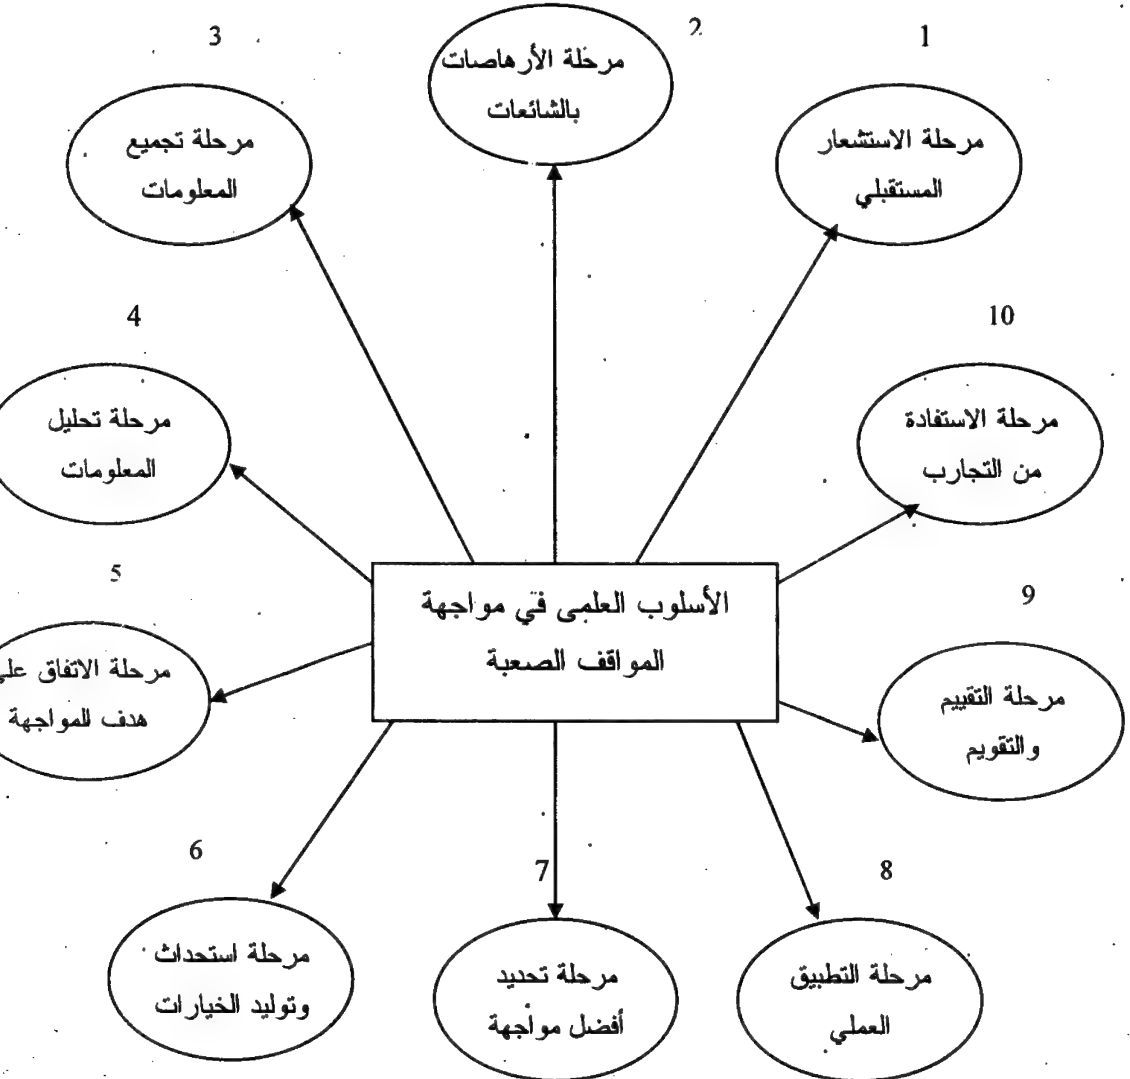 1
مرحلة الاستشعار
المستقبلي
2
مرحلة الأرهاصات
بالشائعات
3
مرحلة تجميع
المعلومات
4
مرحلة تحليل
المعلومات
5
مرحلة الاتفاق على
هدف للمواجهة
6
مرحلة استحداث
وتوليد الخيارات
7
مرحلة تحديد
أفضل مواجهة
8
مرحلة التطبيق
العملي
9
مرحلة التقييم
والتقويم
10
مرحلة الاستفادة
من التجارب
الأسلوب العلمى في مواجهة
المواقف الصعبة